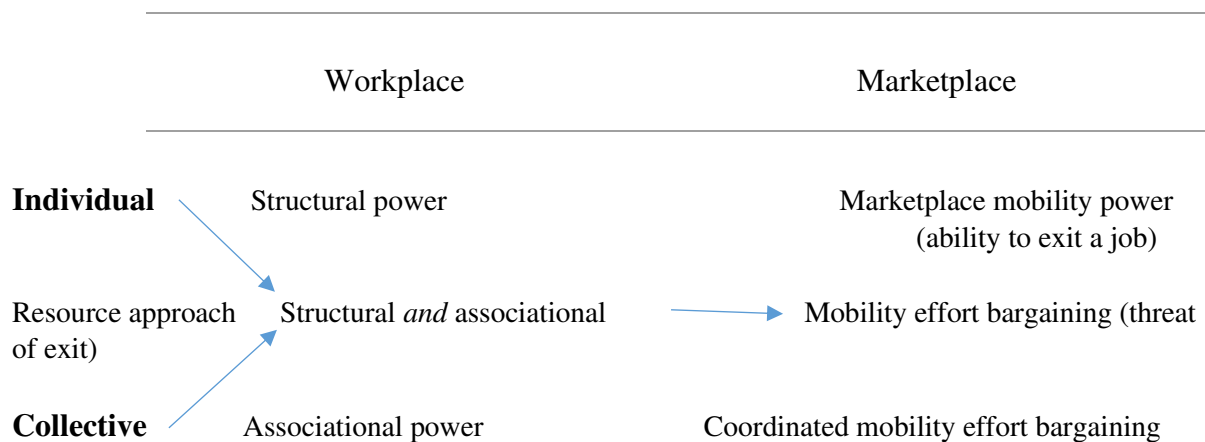 Workplace Marketplace
Individual Structural power Marketplace mobility power
(ability to exit a job)
Resource approach Structural and associational Mobility effort bargaining (threat
of exit)
Collective Associational power Coordinated mobility effort bargaining